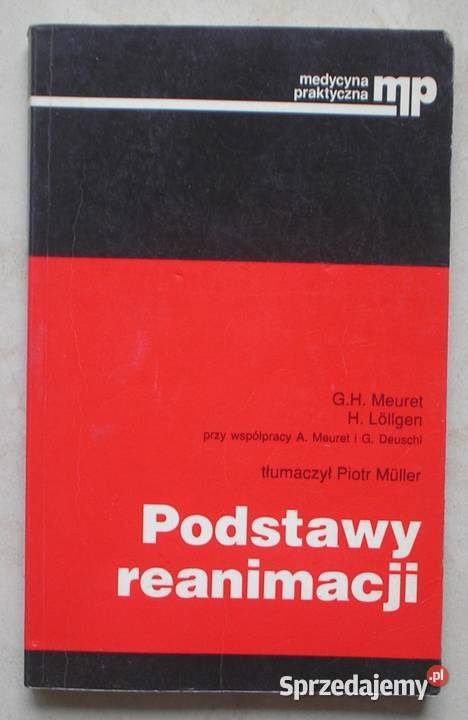 medycyna
praktyczna mp
G.H. Meuret
H. Löllgen
przy współpracy A. Meuret i G. Deuschl
tłumaczył Piotr Müller
Podstawy
reanimacji
Sprzedajemy.pl